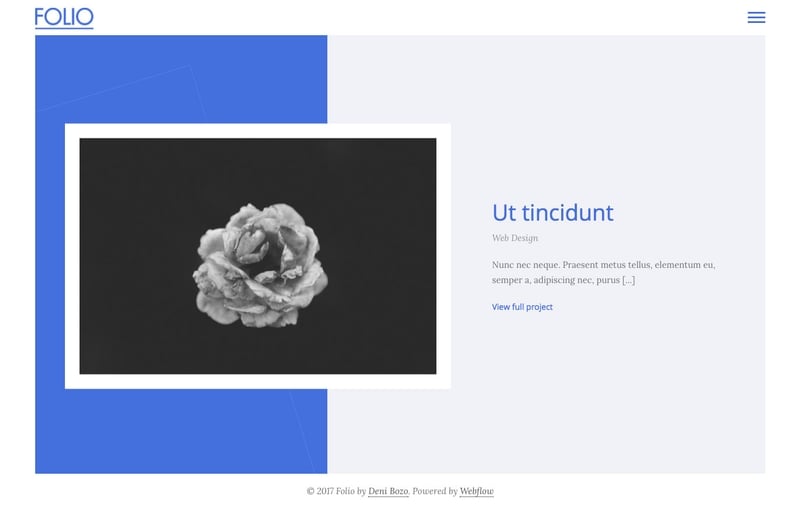 FOLIO
Ut tincidunt
Web Design
Nunc nec neque. Praesent metus tellus, elementum eu,
semper a, adipiscing nec, purus [...]
View full project
© 2017 Folio by Deni Bozo. Powered by Webflow